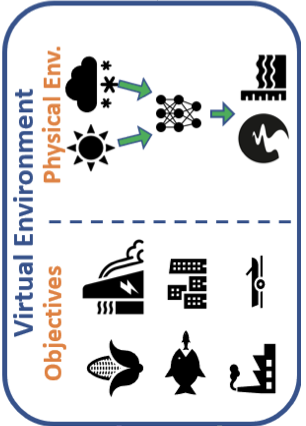 Virtual Environment
Objectives
Physical Env.